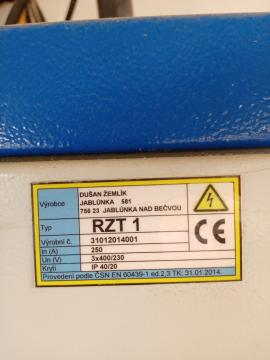 DUŠAN ŽEMLÍK
Výrobce JABLŮNKA 581
756 23 JABLŮNKA NAD BEČVOU
Typ RZT 1
Výrobní č. 31012014001
In (A) 250
Un (V) 3x400/230
Krytí IP 40/20
Provedení podle ČSN EN 60439-1 ed.2,3 TK; 31.01.2014.
CE